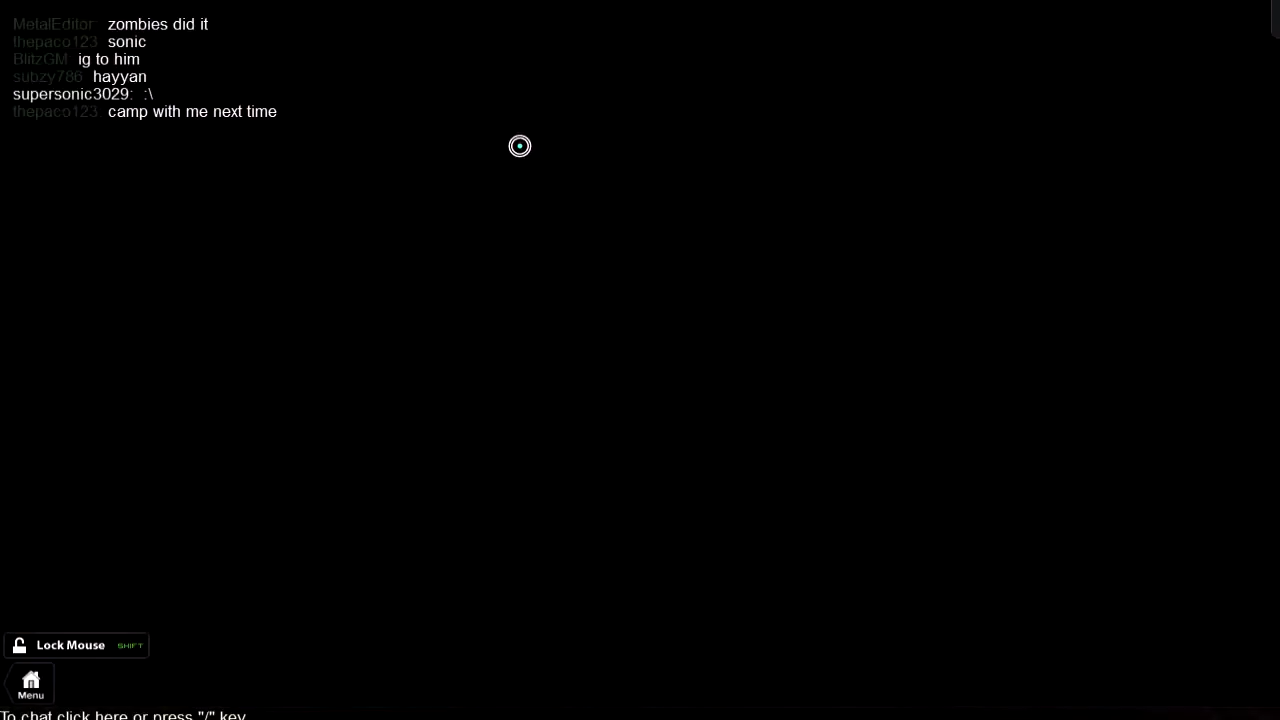 MetalEditor: zombies did it
thepaco123: sonic
BlitzGM: ig to him
subzy786: hayyan
supersonic3029: :\
thepaco123: camp with me next time
Lock Mouse SHIFT
Menu
To chat click here or press "/" key